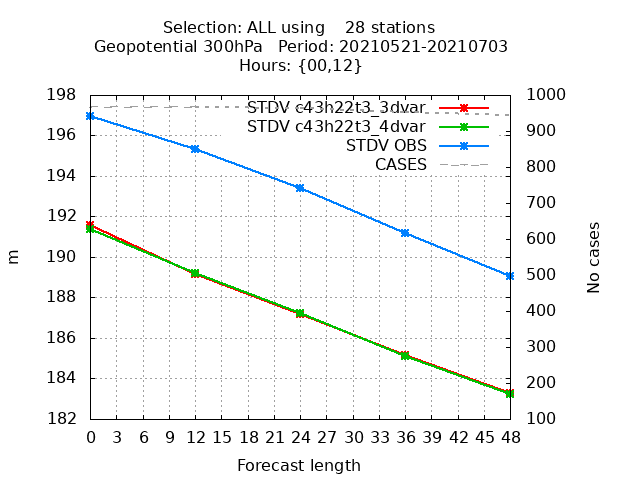 Selection: ALL using    28 stations
Geopotential 300hPa   Period: 20210521-20210703
Hours: {00,12}
198 1000
STDV c43h22t3_3dvar
STDV c43h22t3_4dvar
STDV OBS
CASES
196
194
192
190
188
186
184
182
900
800
700
600
500
400
300
200
100
m
No cases
0 3 6 9 12 15 18 21 24 27 30 33 36 39 42 45 48
Forecast length